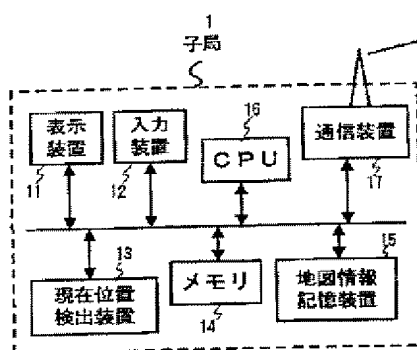 1
子局
表示
装置
11
入力
装置
12
16
CPU
通信装置
17
13
現在位置
検出装置
メモリ
14
15
地図情報
記憶装置